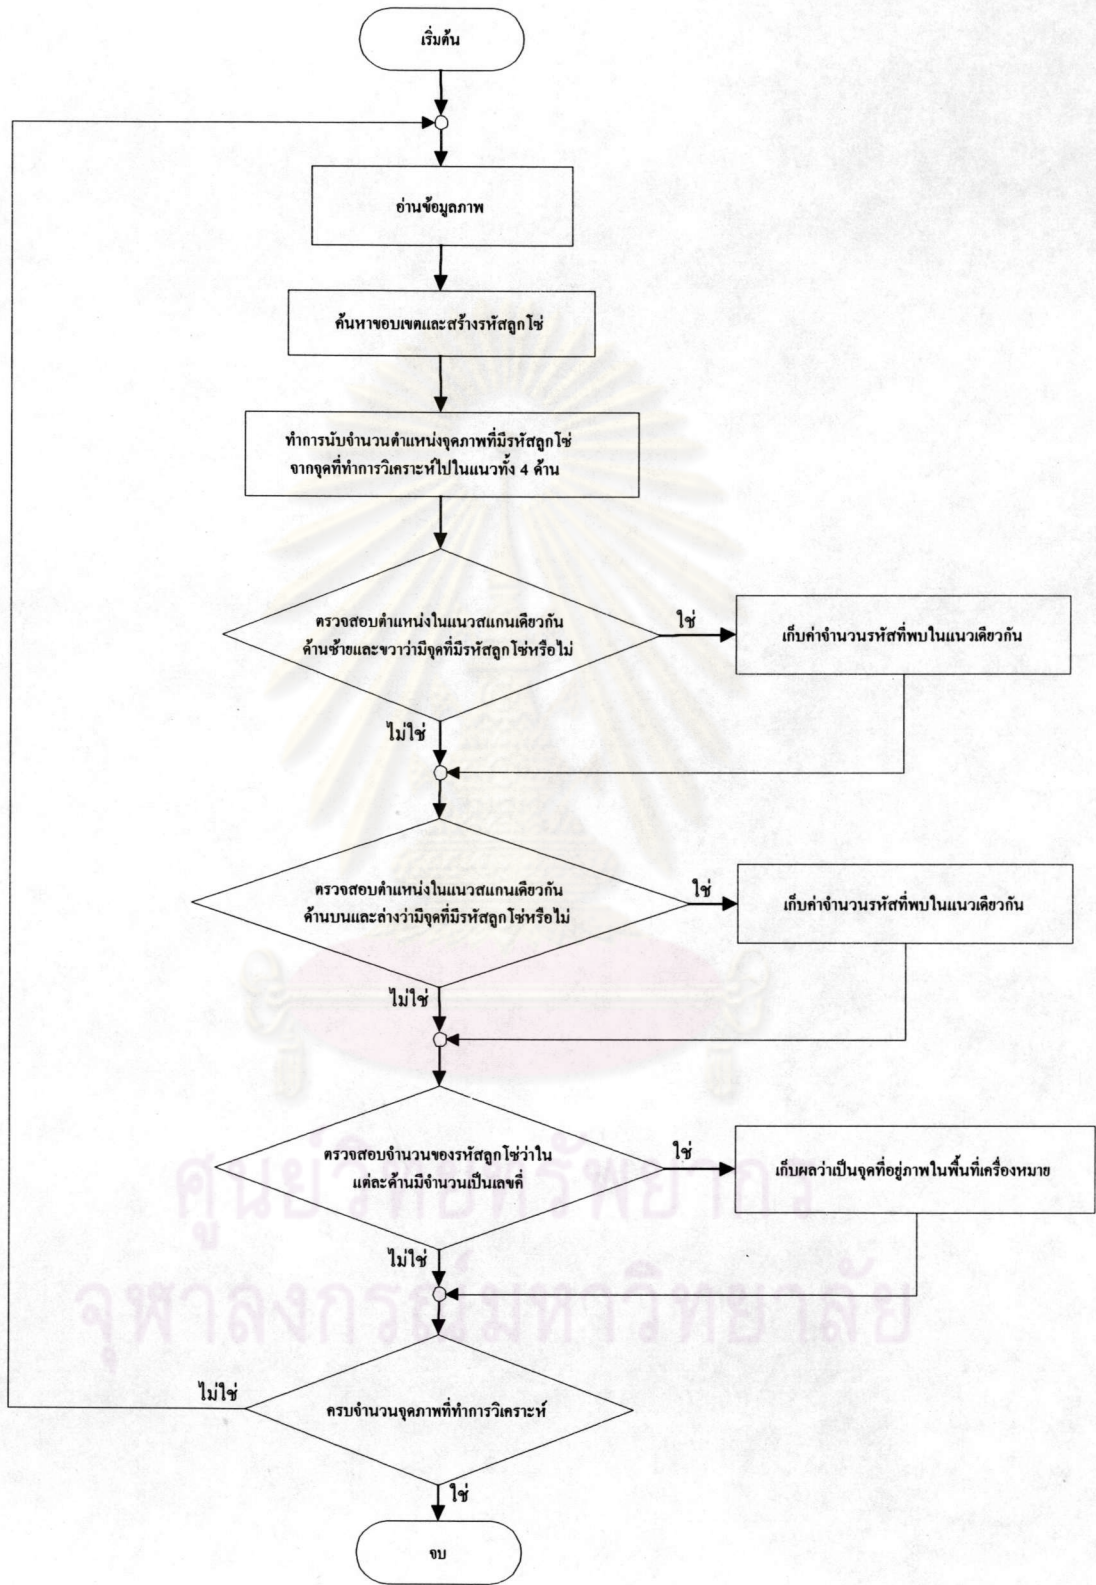 เริ่มต้น
อ่านข้อมูลภาพ
ค้นหาขอบเขตและสร้างรหัสลูกโซ่
ทำการนับจำนวนตำแหน่งจุดภาพที่มีรหัสลูกโซ่
จากจุดที่ทำการวิเคราะห์ไปในแนวทั้ง 4 ด้าน
ตรวจสอบตำแหน่งในแนวสแกนเดียวกัน
ด้านซ้ายและขวาว่ามีจุดที่มีรหัสลูกโซ่หรือไม่
ใช่
เก็บค่าจำนวนรหัสที่พบในแนวเดียวกัน
ไม่ใช่
ตรวจสอบตำแหน่งในแนวสแกนเดียวกัน
ด้านบนและล่างว่ามีจุดที่มีรหัสลูกโซ่หรือไม่
ใช่
เก็บค่าจำนวนรหัสที่พบในแนวเดียวกัน
ไม่ใช่
ตรวจสอบจำนวนของรหัสลูกโซ่ว่าใน
แต่ละด้านมีจำนวนเป็นเลขคี่
ใช่
เก็บผลว่าเป็นจุดที่อยู่ภาพในพื้นที่เครื่องหมาย
ไม่ใช่
ศูนย์วิทยทรัพยากร
จุฬาลงกรณ์มหาวิทยาลัย
ครบจำนวนจุดภาพที่ทำการวิเคราะห์
ไม่ใช่
ใช่
จบ